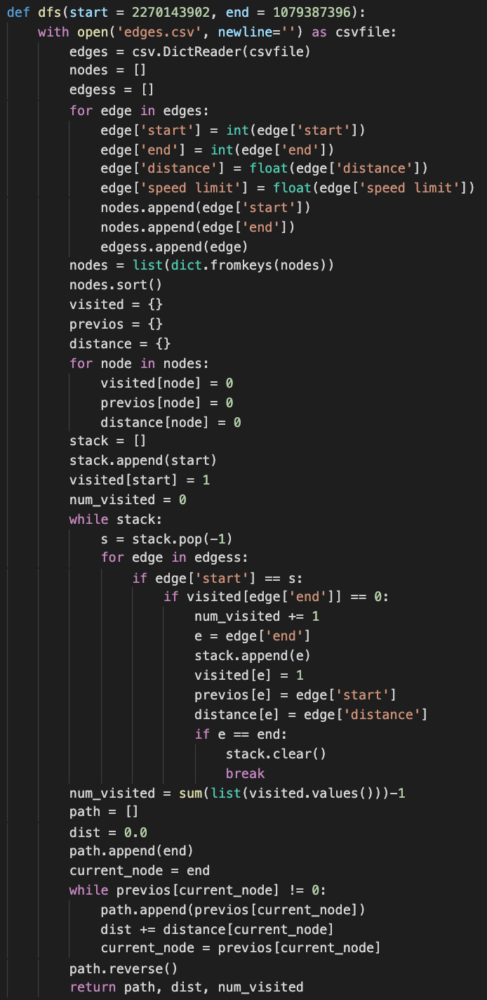 def dfs(start = 2270143902, end = 1079387396):
    with open('edges.csv', newline='') as csvfile:
        edges = csv.DictReader(csvfile)
        nodes = []
        edgess = []
        for edge in edges:
            edge['start'] = int(edge['start'])
            edge['end'] = int(edge['end'])
            edge['distance'] = float(edge['distance'])
            edge['speed limit'] = float(edge['speed limit'])
            nodes.append(edge['start'])
            nodes.append(edge['end'])
            edgess.append(edge)
        nodes = list(dict.fromkeys(nodes))
        nodes.sort()
        visited = {}
        previos = {}
        distance = {}
        for node in nodes:
            visited[node] = 0
            previos[node] = 0
            distance[node] = 0
        stack = []
        stack.append(start)
        visited[start] = 1
        num_visited = 0
        while stack:
            s = stack.pop(-1)
            for edge in edgess:
                if edge['start'] == s:
                    if visited[edge['end']] == 0:
                        num_visited += 1
                        e = edge['end']
                        stack.append(e)
                        visited[e] = 1
                        previos[e] = edge['start']
                        distance[e] = edge['distance']
                        if e == end:
                            stack.clear()
                            break
        num_visited = sum(list(visited.values()))-1
        path = []
        dist = 0.0
        path.append(end)
        current_node = end
        while previos[current_node] != 0:
            path.append(previos[current_node])
            dist += distance[current_node]
            current_node = previos[current_node]
        path.reverse()
        return path, dist, num_visited